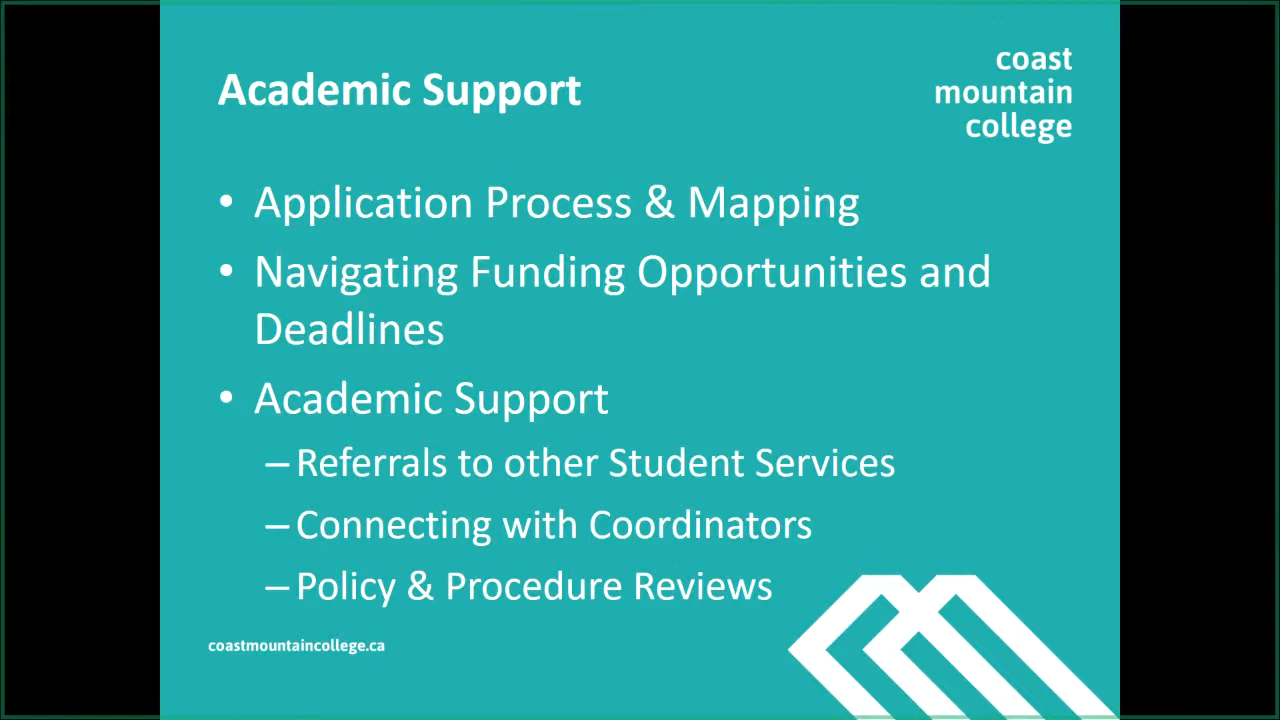 Academic Support
coast
mountain
college
• Application Process & Mapping
• Navigating Funding Opportunities and
Deadlines
• Academic Support
– Referrals to other Student Services
– Connecting with Coordinators
– Policy & Procedure Reviews
coastmountaincollege.ca